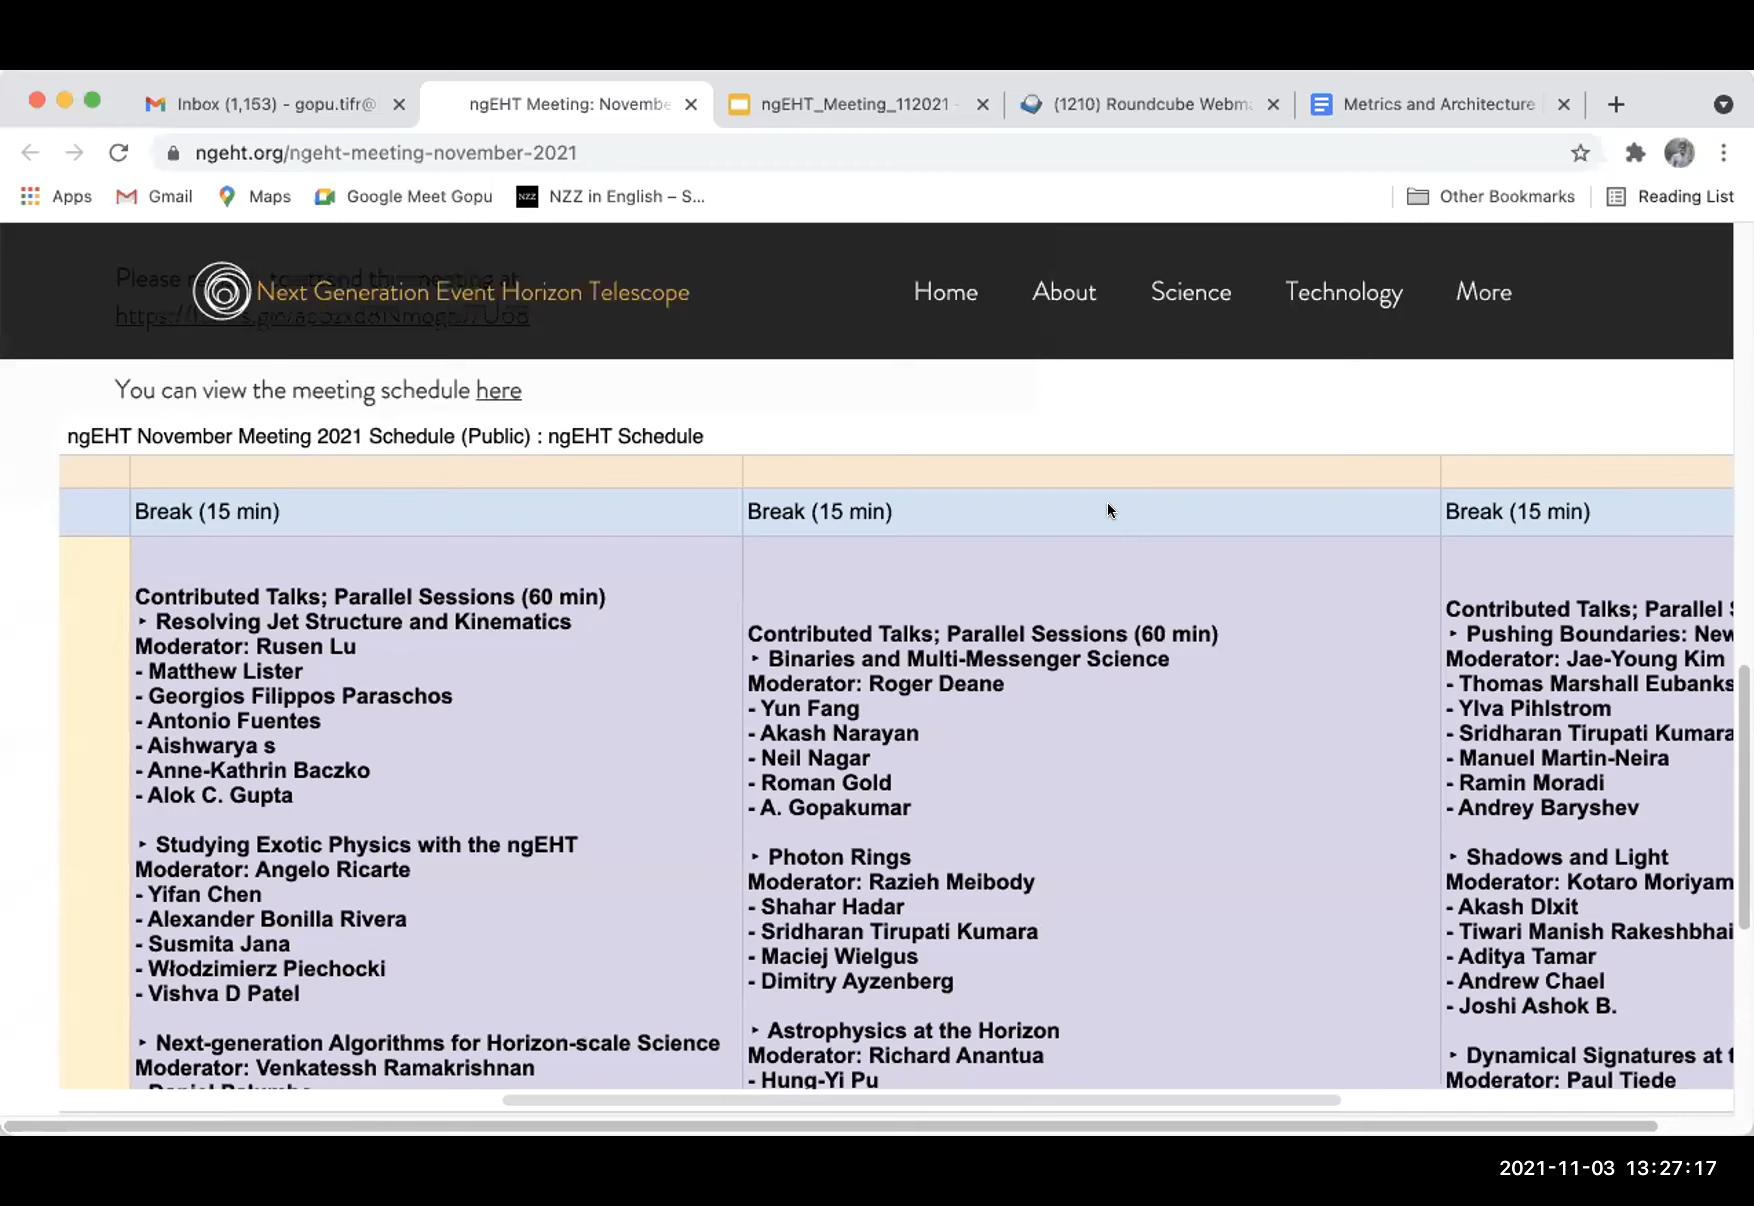 Inbox (1,153) - gopu.tifr@
ngEHT Meeting: Novembe
ngEHT_Meeting_112021 -
(1210) Roundcube Webma
Metrics and Architecture
ngeht.org/ngeht-meeting-november-2021
Apps
Gmail
Maps
Google Meet Gopu
NZZ
NZZ in English – S...
Other Bookmarks
Reading List
Please
Next Generation Event Horizon Telescope
Home
About
Science
Technology
More
You can view the meeting schedule here
ngEHT November Meeting 2021 Schedule (Public) : ngEHT Schedule
Break (15 min)
Contributed Talks; Parallel Sessions (60 min)
‣ Resolving Jet Structure and Kinematics
Moderator: Rusen Lu
- Matthew Lister
- Georgios Filippos Paraschos
- Antonio Fuentes
- Aishwarya s
- Anne-Kathrin Baczko
- Alok C. Gupta
‣ Studying Exotic Physics with the ngEHT
Moderator: Angelo Ricarte
- Yifan Chen
- Alexander Bonilla Rivera
- Susmita Jana
- Włodzimierz Piechocki
- Vishva D Patel
‣ Next-generation Algorithms for Horizon-scale Science
Moderator: Venkatessh Ramakrishnan
Break (15 min)
Contributed Talks; Parallel Sessions (60 min)
‣ Binaries and Multi-Messenger Science
Moderator: Roger Deane
- Yun Fang
- Akash Narayan
- Neil Nagar
- Roman Gold
- A. Gopakumar
‣ Photon Rings
Moderator: Razieh Meibody
- Shahar Hadar
- Sridharan Tirupati Kumara
- Maciej Wielgus
- Dimitry Ayzenberg
‣ Astrophysics at the Horizon
Moderator: Richard Anantua
- Hung-Yi Pu
Break (15 min)
Contributed Talks; Parallel
‣ Pushing Boundaries: New
Moderator: Jae-Young Kim
- Thomas Marshall Eubanks
- Ylva Pihlstrom
- Sridharan Tirupati Kumara
- Manuel Martin-Neira
- Ramin Moradi
- Andrey Baryshev
‣ Shadows and Light
Moderator: Kotaro Moriyam
- Akash DIxit
- Tiwari Manish Rakeshbhai
- Aditya Tamar
- Andrew Chael
- Joshi Ashok B.
‣ Dynamical Signatures at
Moderator: Paul Tiede
2021-11-03 13:27:17